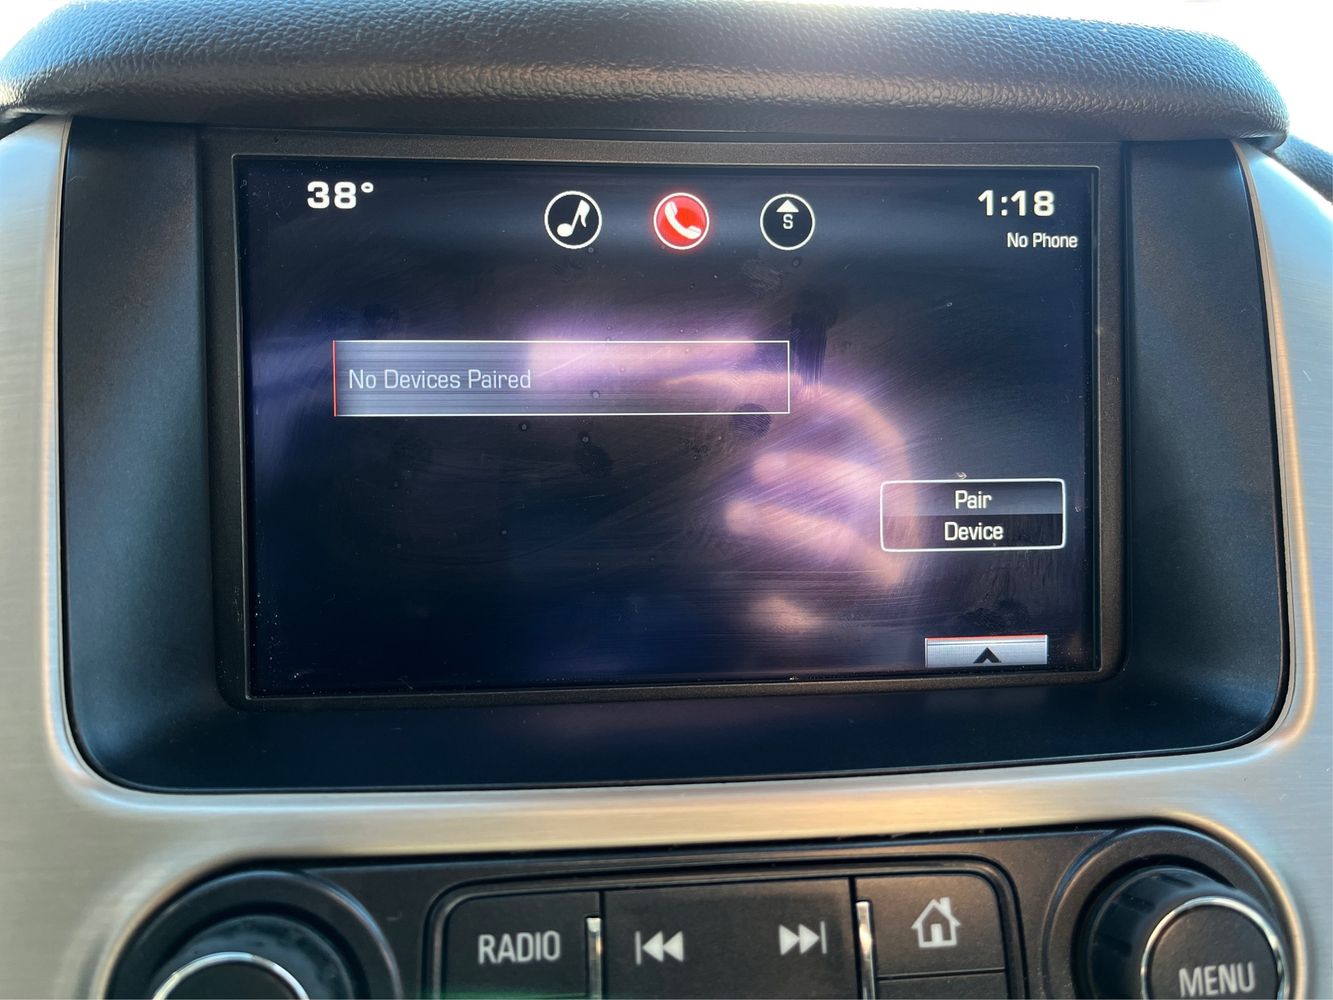 38°
S
1:18
No Phone
No Devices Paired
Pair
Device
RADIO
MENU